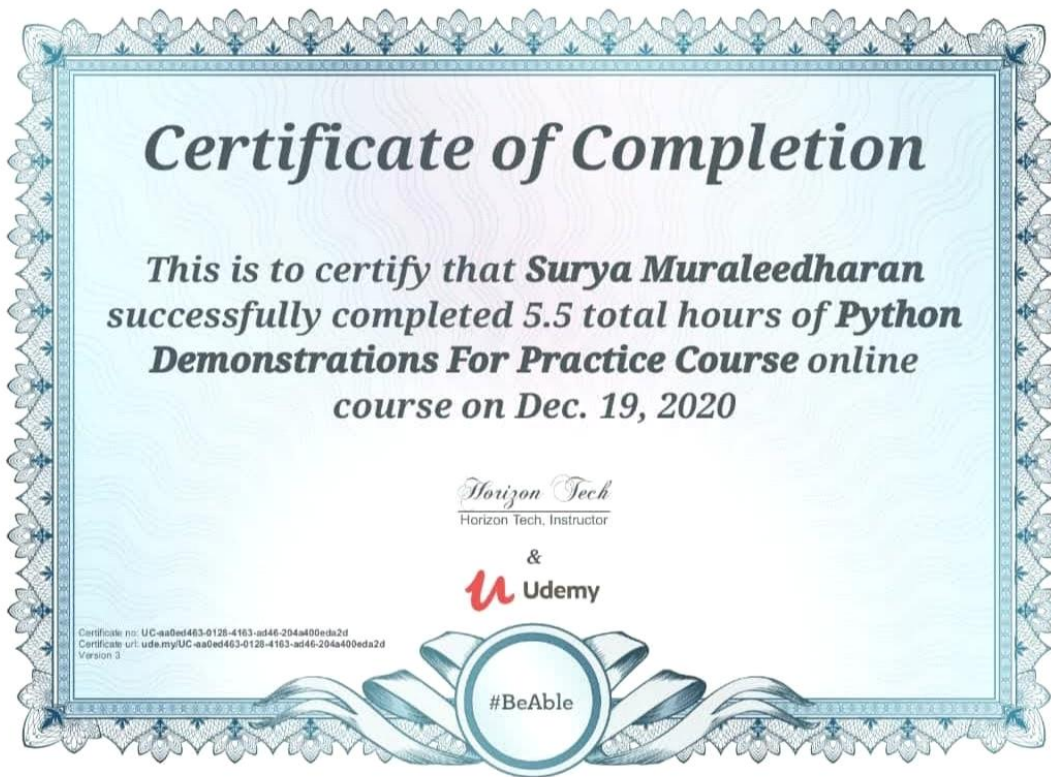 Certificate of Completion
This is to certify that Surya Muraleedharan
successfully completed 5.5 total hours of Python
Demonstrations For Practice Course online
course on Dec. 19, 2020
Horizon Tech
Horizon Tech, Instructor
&
Udemy
Certificate no: UC-aa0ed463-0128-4163-ad46-204a400eda2d
Certificate url: ude.my/UC-aa0ed463-0128-4163-ad46-204a400eda2d
Version 3
#BeAble